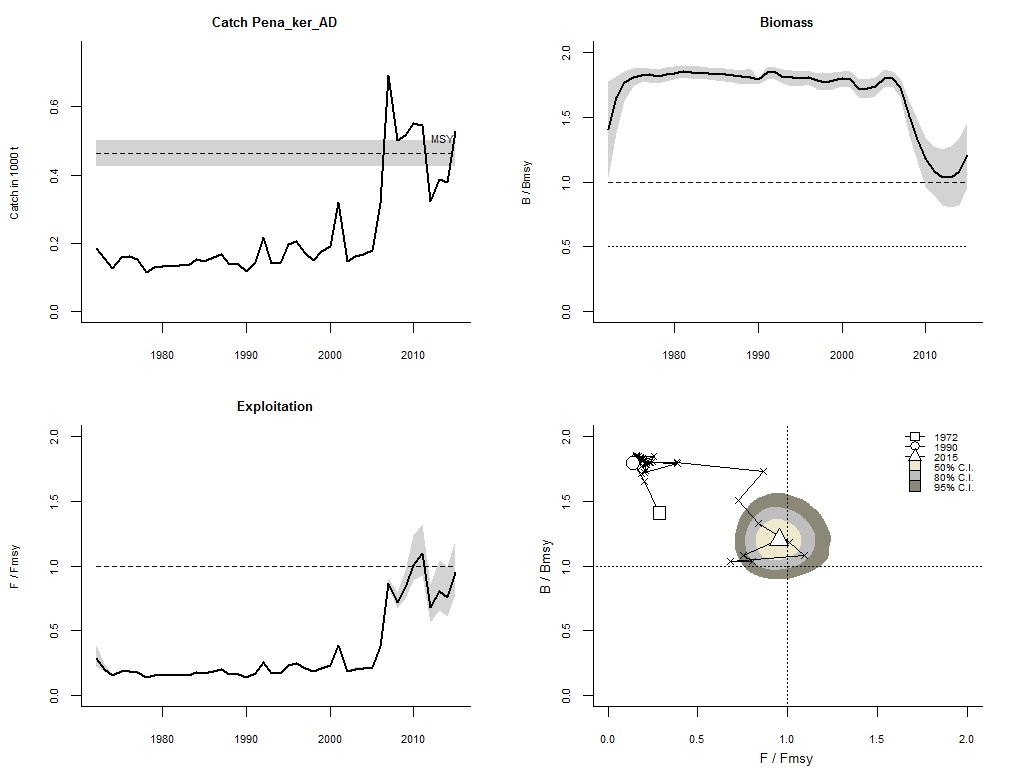 Catch Pena_ker_AD
Catch in 1000 t
0.0 0.2 0.4 0.6
MSY
1980 1990 2000 2010
Biomass
B / Bmsy
0.0 0.5 1.0 1.5 2.0
1980 1990 2000 2010
Exploitation
F / Fmsy
0.0 0.5 1.0 1.5 2.0
1980 1990 2000 2010
B / Bmsy
0.0 0.5 1.0 1.5 2.0
1972
1990
2015
50% C.I.
80% C.I.
95% C.I.
0.0 0.5 1.0 1.5 2.0
F / Fmsy